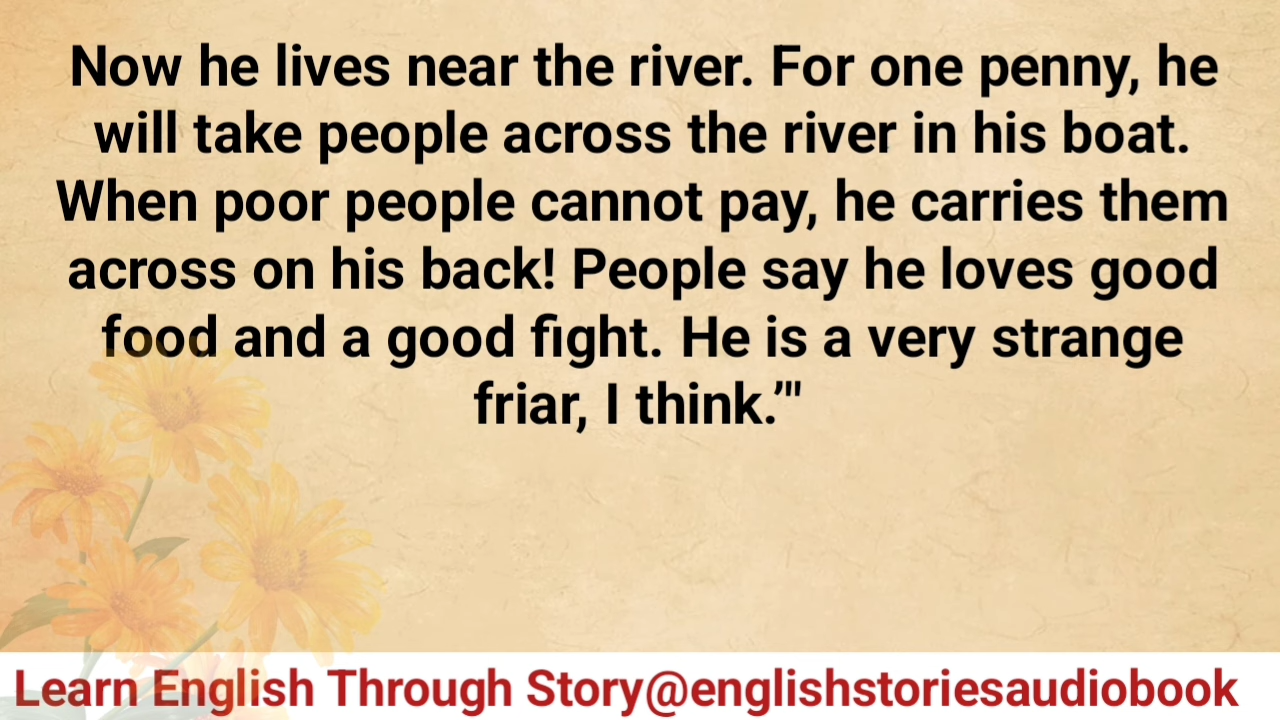 Now he lives near the river. For one penny, he
will take people across the river in his boat.
When poor people cannot pay, he carries them
across on his back! People say he loves good
food and a good fight. He is a very strange
friar, I think.’"
Learn English Through Story@englishstoriesaudiobook